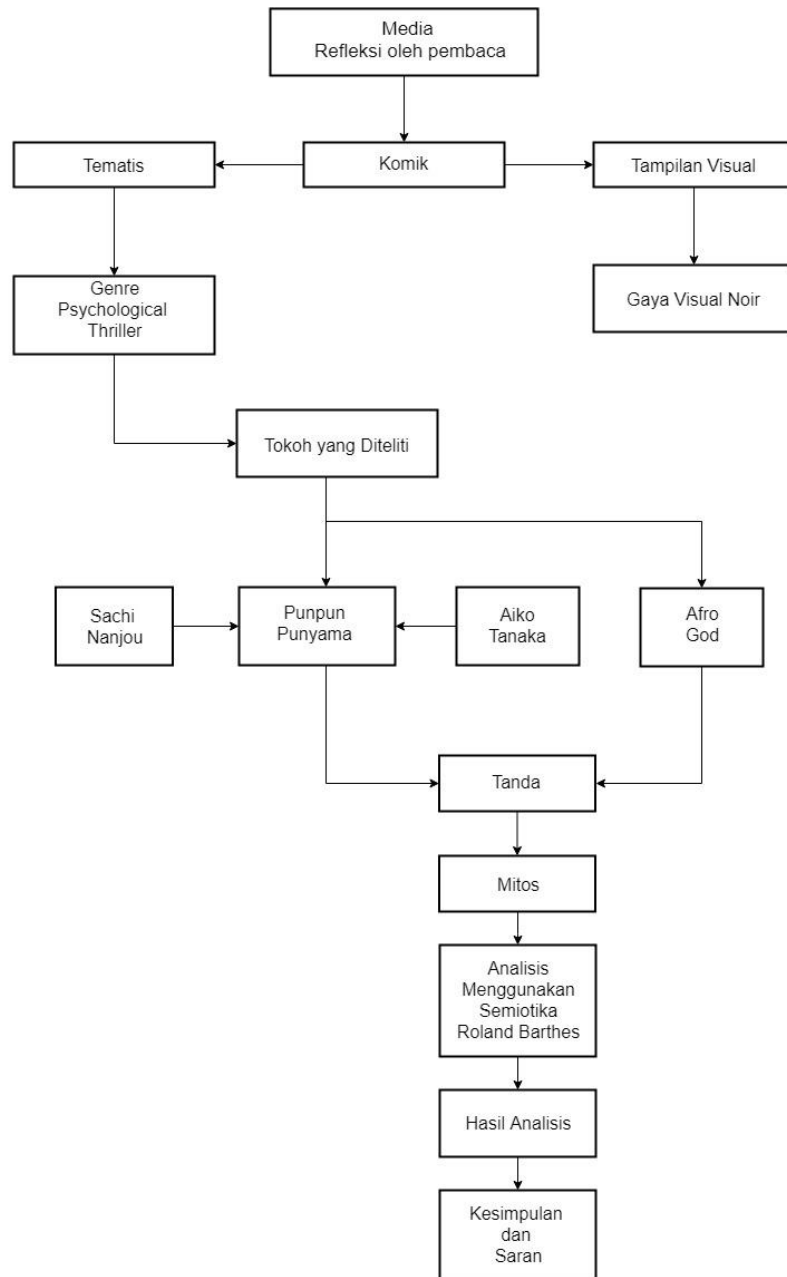 Media
Refleksi oleh pembaca
Tematis
Komik
Tampilan Visual
Genre
Psychological
Thriller
Gaya Visual Noir
Tokoh yang Diteliti
Sachi
Nanjou
Punpun
Punyama
Aiko
Tanaka
Afro
God
Tanda
Mitos
Analisis
Menggunakan
Semiotika
Roland Barthes
Hasil Analisis
Kesimpulan
dan
Saran